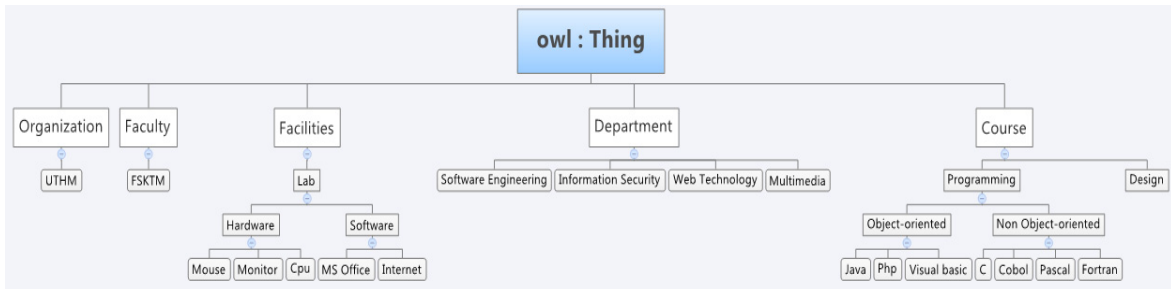 owl : Thing
Organization
Faculty
Facilities
Department
Course
UTHM
FSKTM
Lab
Software Engineering
Information Security
Web Technology
Multimedia
Programming
Design
Hardware
Software
Object-oriented
Non Object-oriented
Mouse
Monitor
Cpu
MS Office
Internet
Java
Php
Visual basic
C
Cobol
Pascal
Fortran